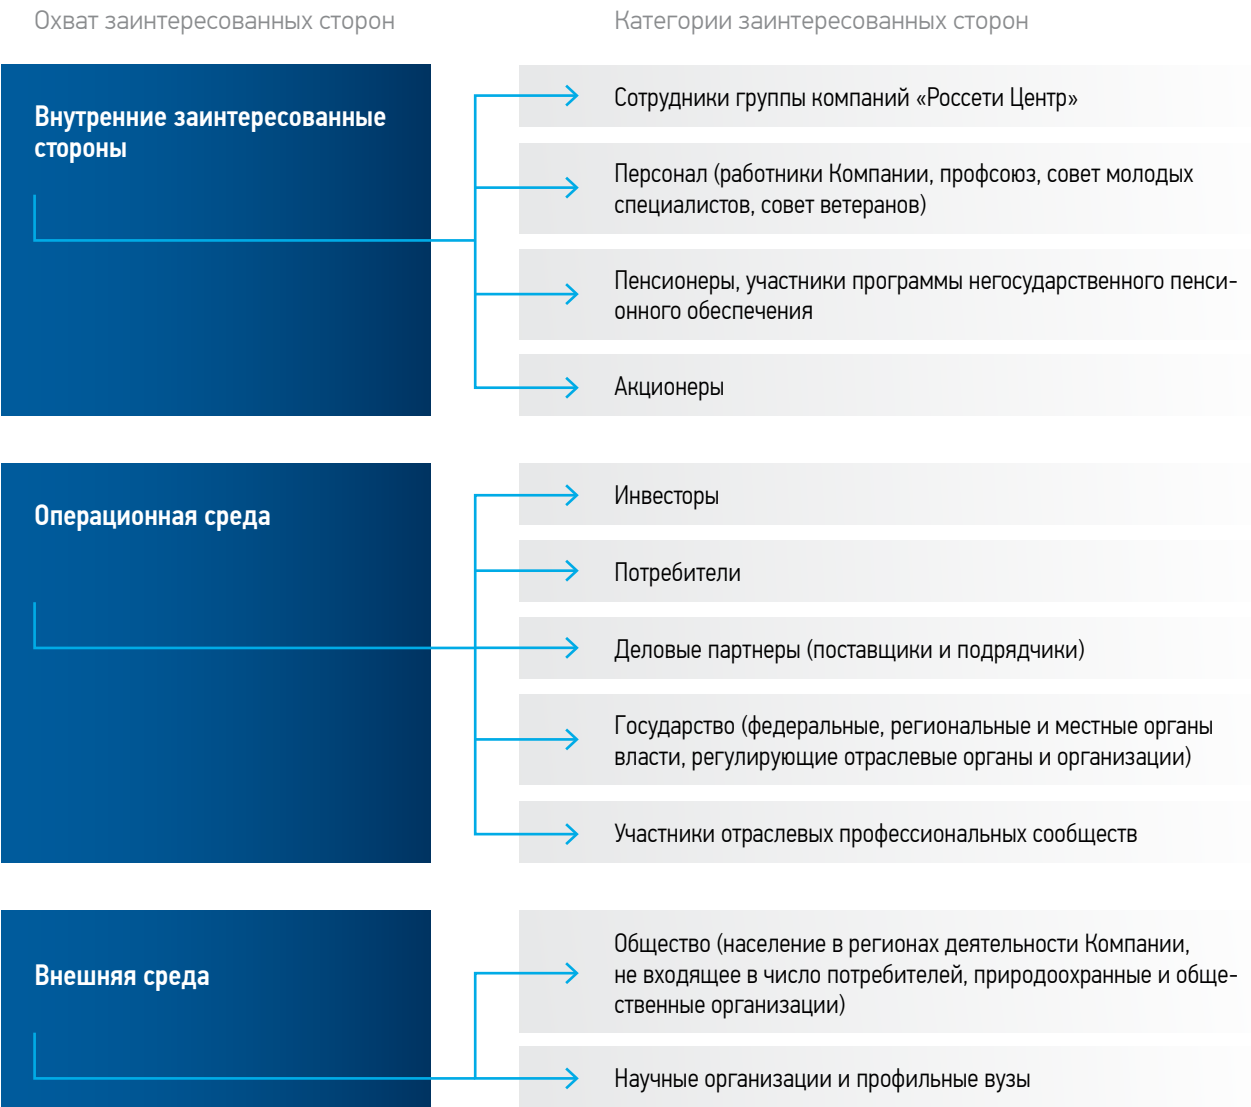 Охват заинтересованных сторон
Категории заинтересованных сторон
Внутренние заинтересованные
стороны
Сотрудники группы компаний «Россети Центр»
Персонал (работники Компании, профсоюз, совет молодых
специалистов, совет ветеранов)
Пенсионеры, участники программы негосударственного пенси-
онного обеспечения
Акционеры
Операционная среда
Инвесторы
Потребители
Деловые партнеры (поставщики и подрядчики)
Государство (федеральные, региональные и местные органы
власти, регулирующие отраслевые органы и организации)
Участники отраслевых профессиональных сообществ
Внешняя среда
Общество (население в регионах деятельности Компании,
не входящее в число потребителей, природоохранные и обще-
ственные организации)
Научные организации и профильные вузы